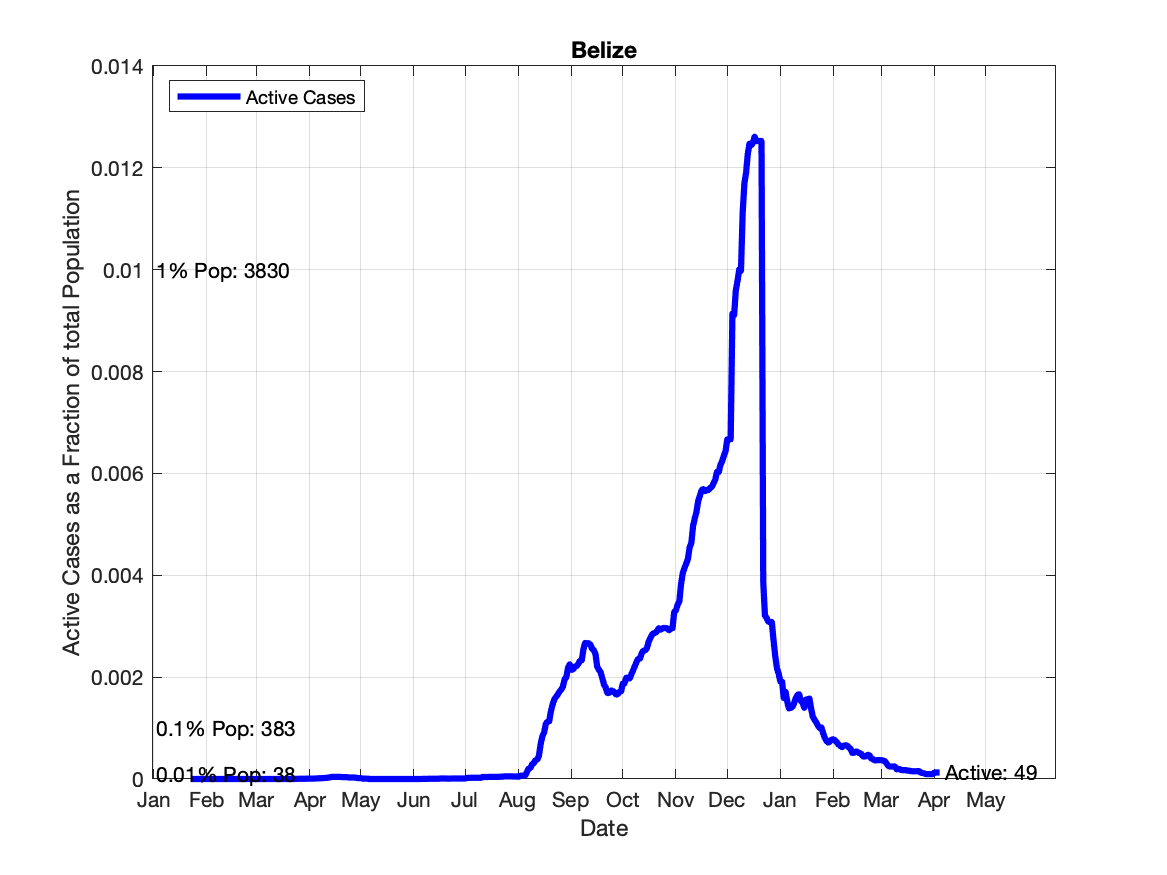 Belize
0.014
Active Cases
0.012
0.01
1% Pop: 3830
0.008
0.006
0.004
0.002
0.1% Pop: 383
0.01% Pop: 38
0
Active: 49
Jan Feb Mar Apr May Jun Jul Aug Sep Oct Nov Dec Jan Feb Mar Apr May
Date
Active Cases as a Fraction of total Population